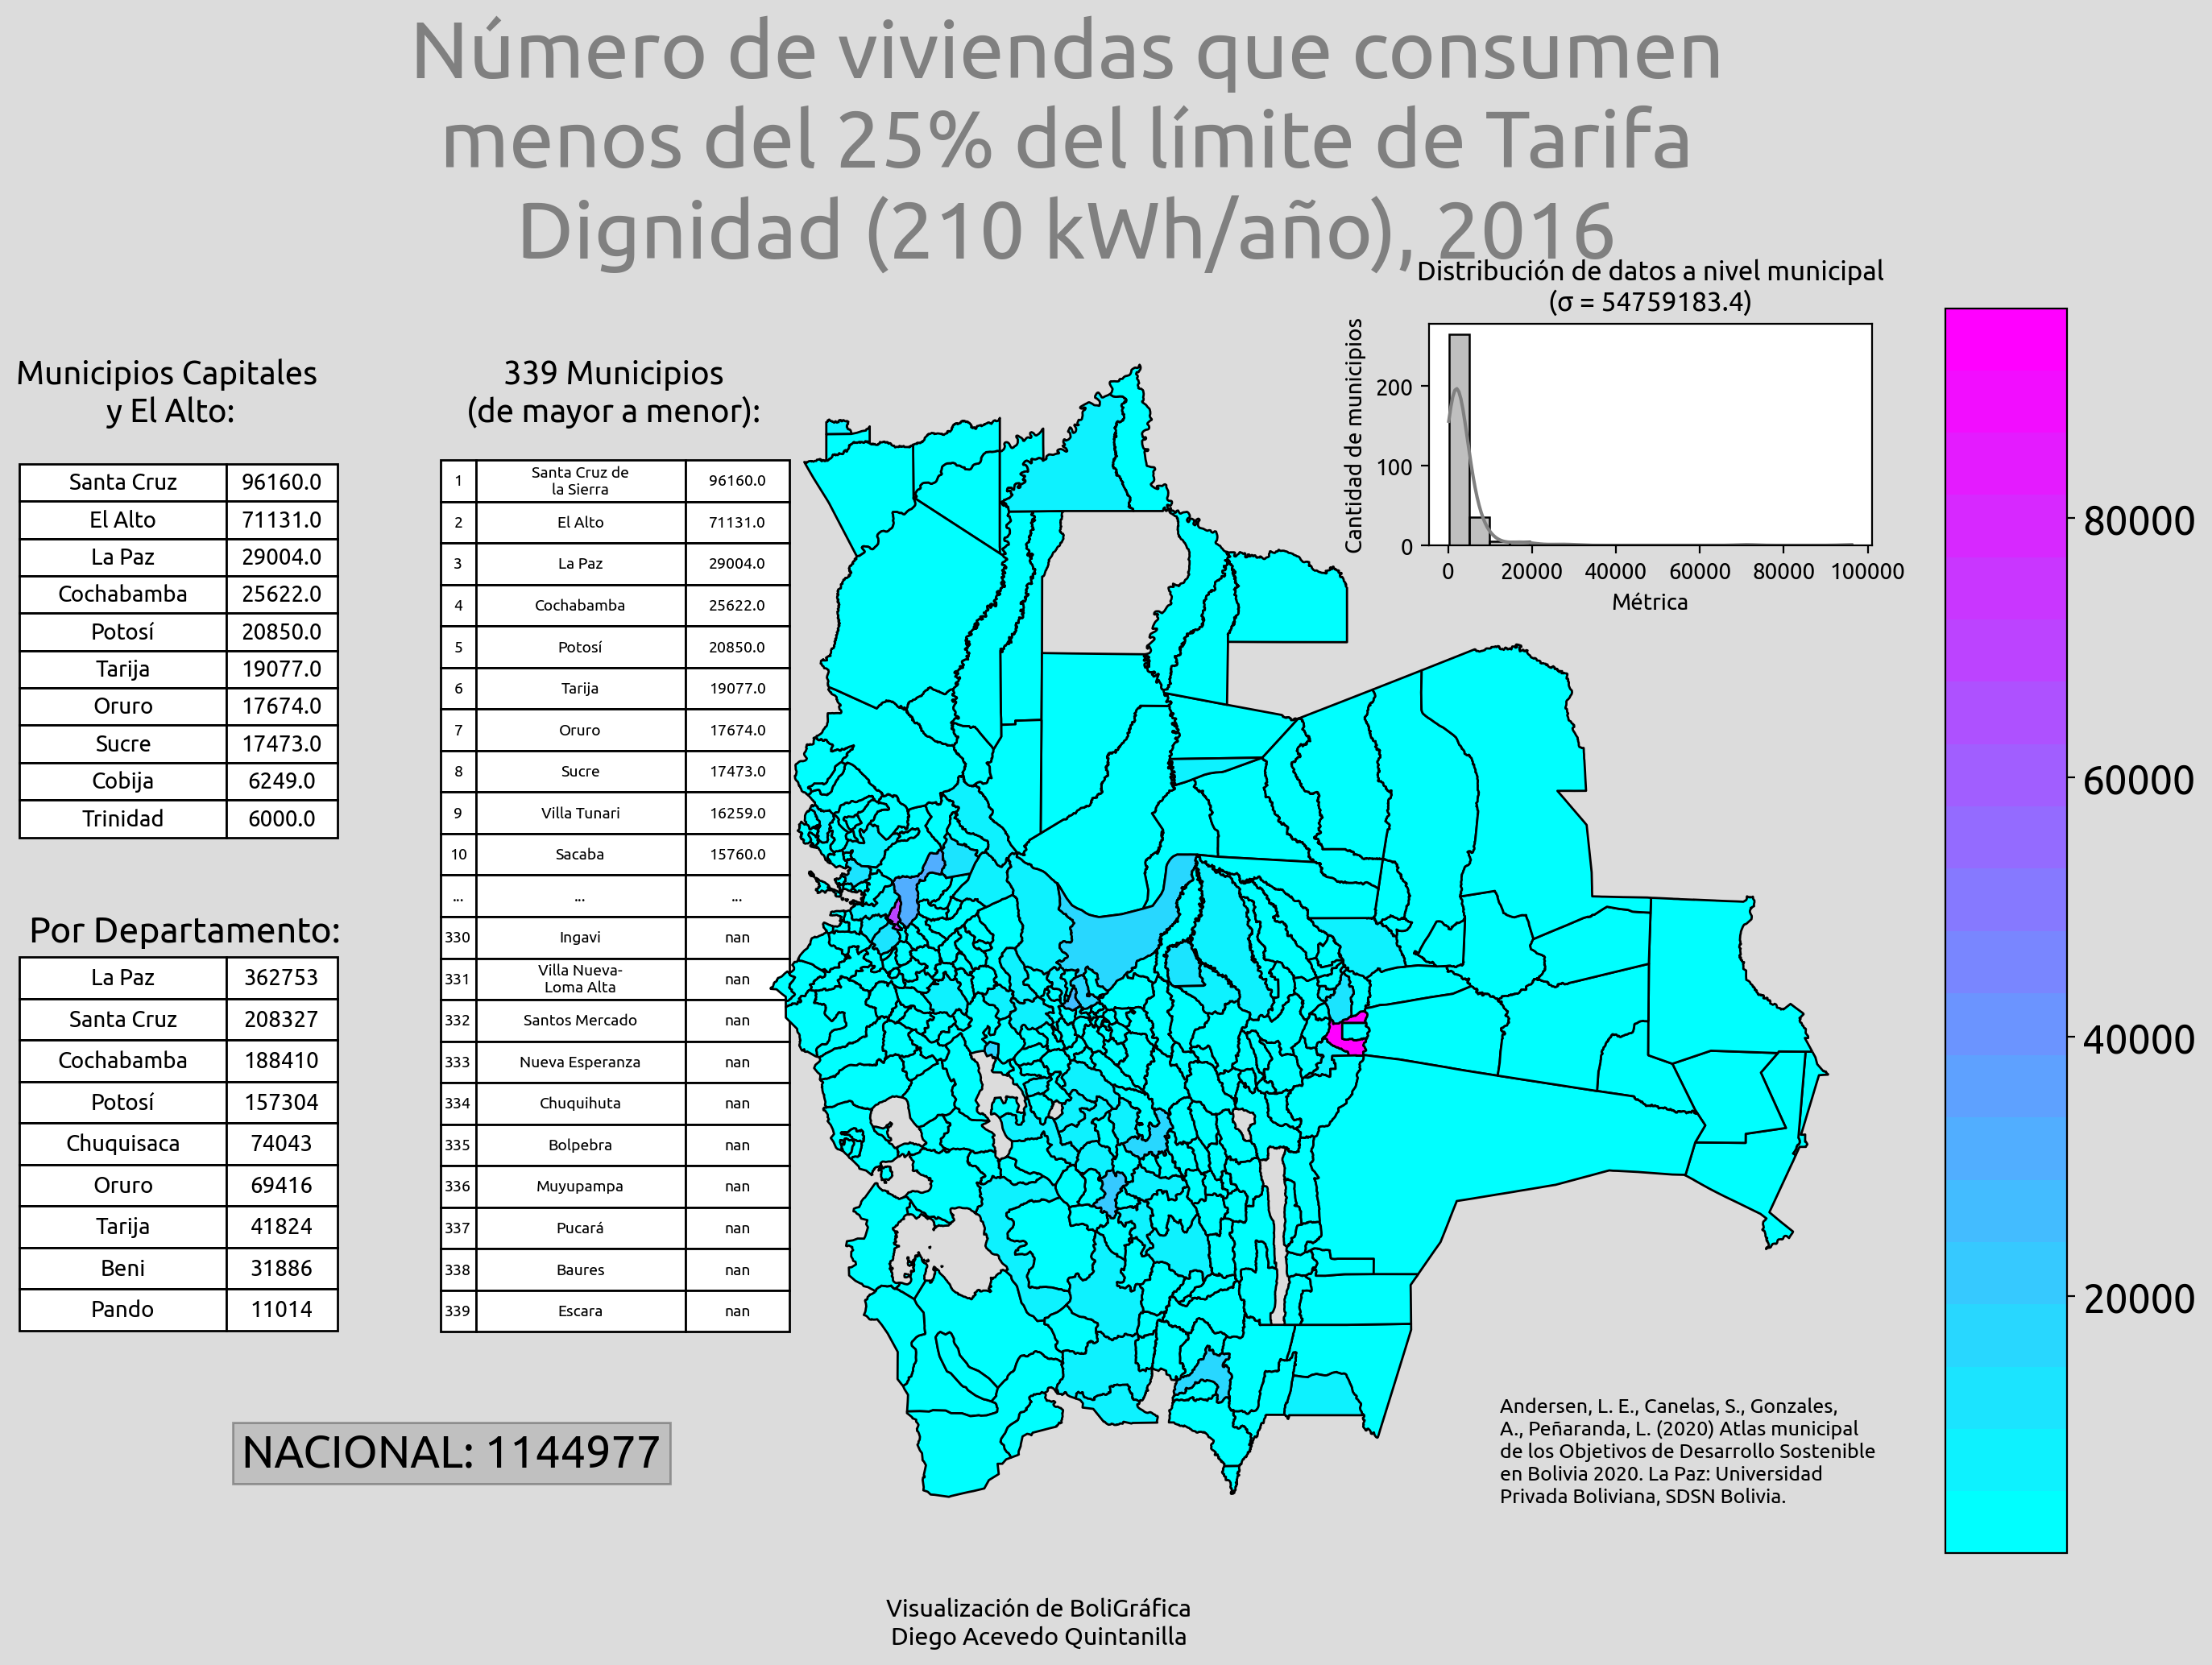 Número de viviendas que consumen
menos del 25% del límite de Tarifa
Dignidad (210 kWh/año), 2016
Distribución de datos a nivel municipal
(σ = 54759183.4)
Cantidad de municipios
200
100
0
0 20000 40000 60000 80000 100000
Métrica
Municipios Capitales
y El Alto:
Santa Cruz 96160.0
El Alto 71131.0
La Paz 29004.0
Cochabamba 25622.0
Potosí 20850.0
Tarija 19077.0
Oruro 17674.0
Sucre 17473.0
Cobija 6249.0
Trinidad 6000.0
Por Departamento:
La Paz 362753
Santa Cruz 208327
Cochabamba 188410
Potosí 157304
Chuquisaca 74043
Oruro 69416
Tarija 41824
Beni 31886
Pando 11014
NACIONAL: 1144977
339 Municipios
(de mayor a menor):
1 Santa Cruz de
la Sierra 96160.0
2 El Alto 71131.0
3 La Paz 29004.0
4 Cochabamba 25622.0
5 Potosí 20850.0
6 Tarija 19077.0
7 Oruro 17674.0
8 Sucre 17473.0
9 Villa Tunari 16259.0
10 Sacaba 15760.0
... ... ...
330 Ingavi nan
331 Villa Nueva-
Loma Alta nan
332 Santos Mercado nan
333 Nueva Esperanza nan
334 Chuquihuta nan
335 Bolpebra nan
336 Muyupampa nan
337 Pucará nan
338 Baures nan
339 Escara nan
80000
60000
40000
20000
Andersen, L. E., Canelas, S., Gonzales,
A., Peñaranda, L. (2020) Atlas municipal
de los Objetivos de Desarrollo Sostenible
en Bolivia 2020. La Paz: Universidad
Privada Boliviana, SDSN Bolivia.
Visualización de BoliGráfica
Diego Acevedo Quintanilla